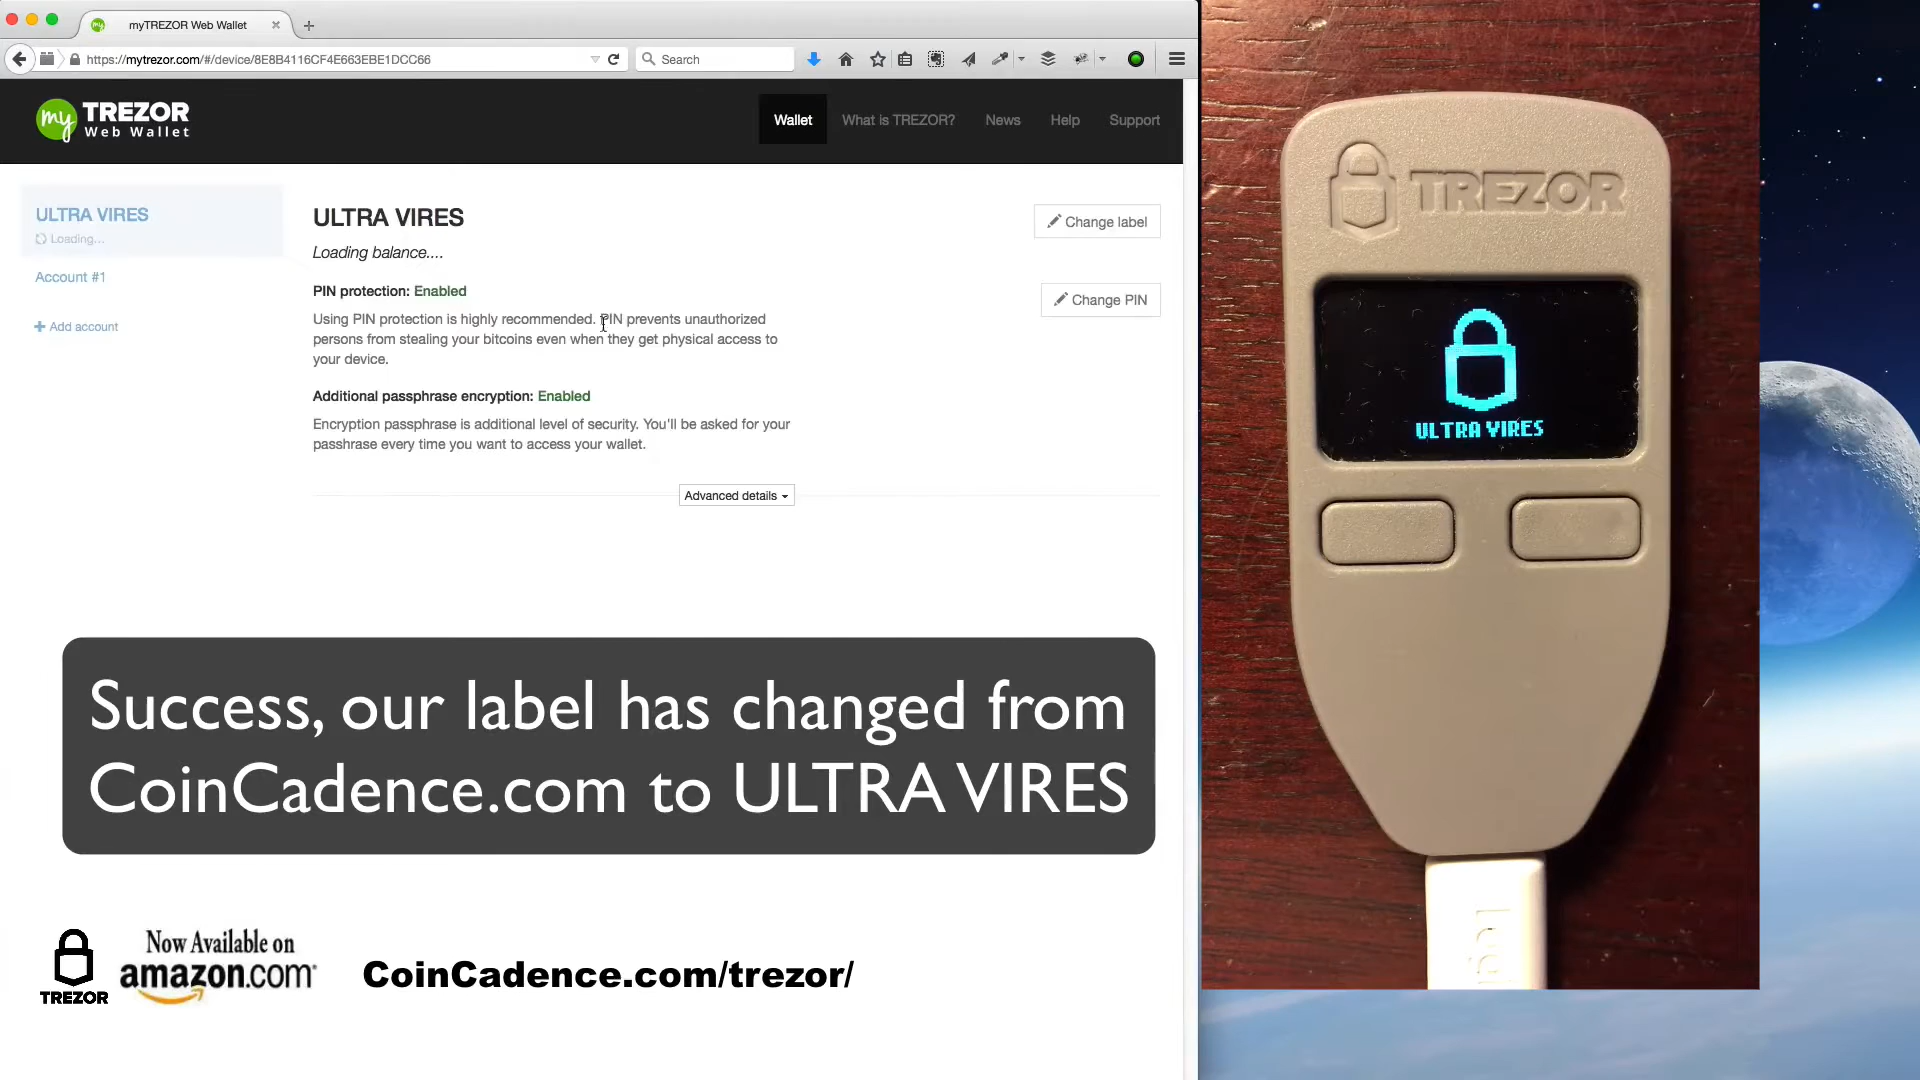 myTREZOR Web Wallet
https://mytrezor.com/#/device/8E8B4116CF4E663EBE1DCC66
Search
my TREZOR
Web Wallet
Wallet
What is TREZOR?
News
Help
Support
ULTRA VIRES
Loading...
Account #1
Add account
ULTRA VIRES
Change label
Loading balance....
PIN protection: Enabled
Change PIN
Using PIN protection is highly recommended. PIN prevents unauthorized
persons from stealing your bitcoins even when they get physical access to
your device.
Additional passphrase encryption: Enabled
Encryption passphrase is additional level of security. You'll be asked for your
passhrase every time you want to access your wallet.
Advanced details
Success, our label has changed from
CoinCadence.com to ULTRA VIRES
TREZOR
Now Available on
amazon.com
CoinCadence.com/trezor/
TREZOR
ULTRA VIRES